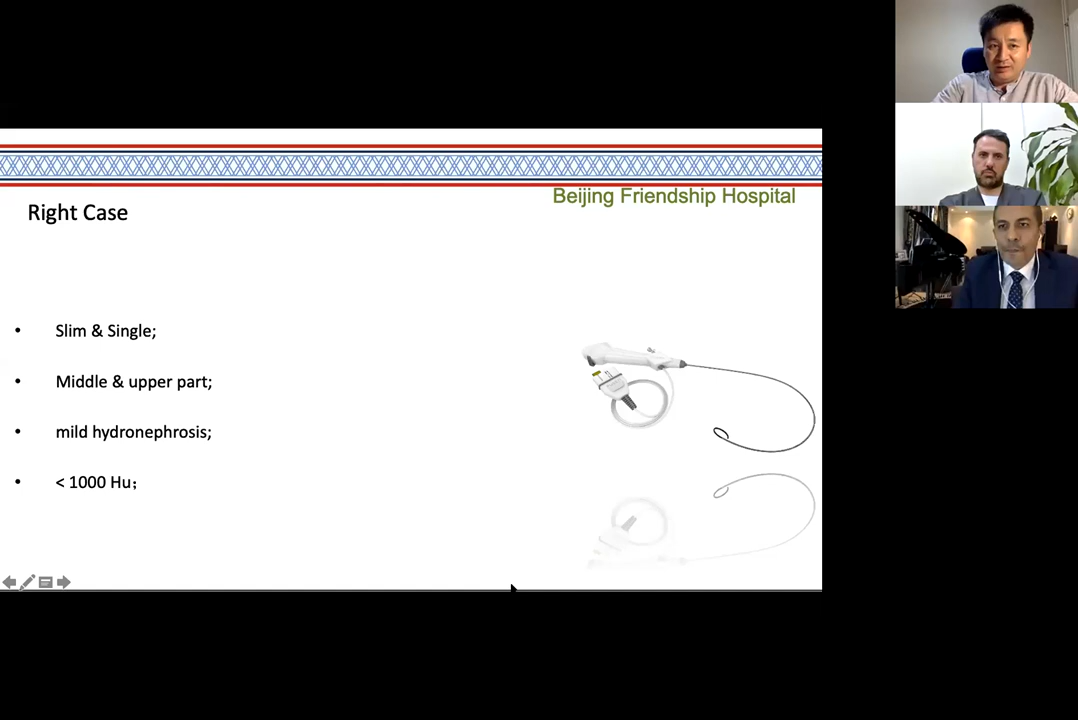 Beijing Friendship Hospital
Right Case
• Slim & Single;
• Middle & upper part;
• mild hydronephrosis;
• < 1000 Hu；